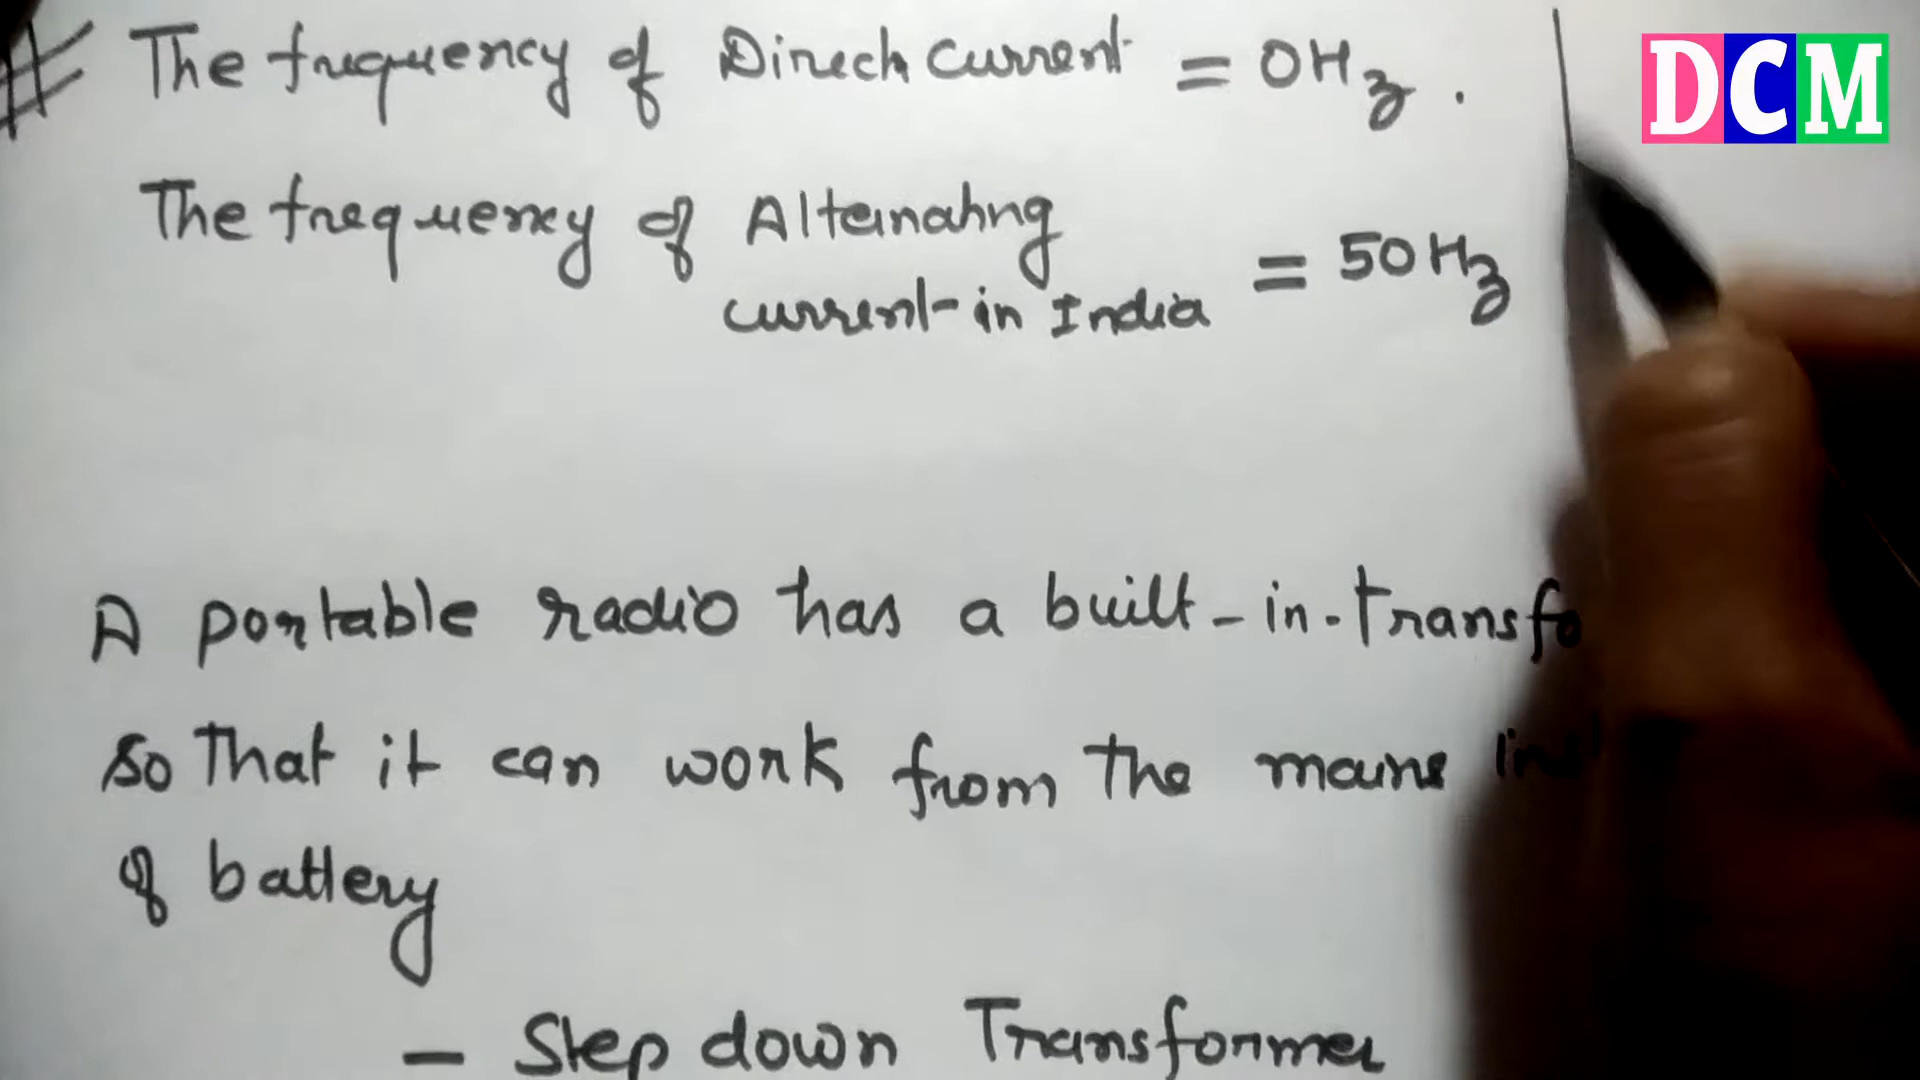 The frequency of Direct Current = 0Hz.
DCM
The frequency of Alternating
current in India = 50Hz
A portable radio has a built-in-transfo
so that it can work from the mains ins
of battery
- Step down Transformer